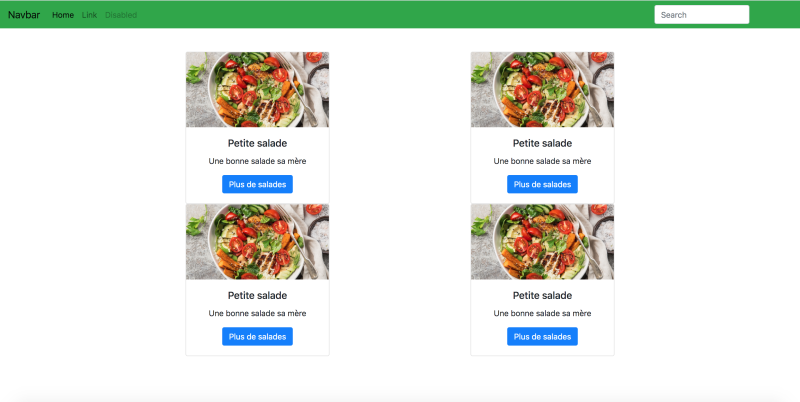 Navbar Home Link Disabled Search
Petite salade Petite salade
Une bonne salade sa mère Une bonne salade sa mère
Plus de salades Plus de salades
Petite salade Petite salade
Une bonne salade sa mère Une bonne salade sa mère
Plus de salades Plus de salades